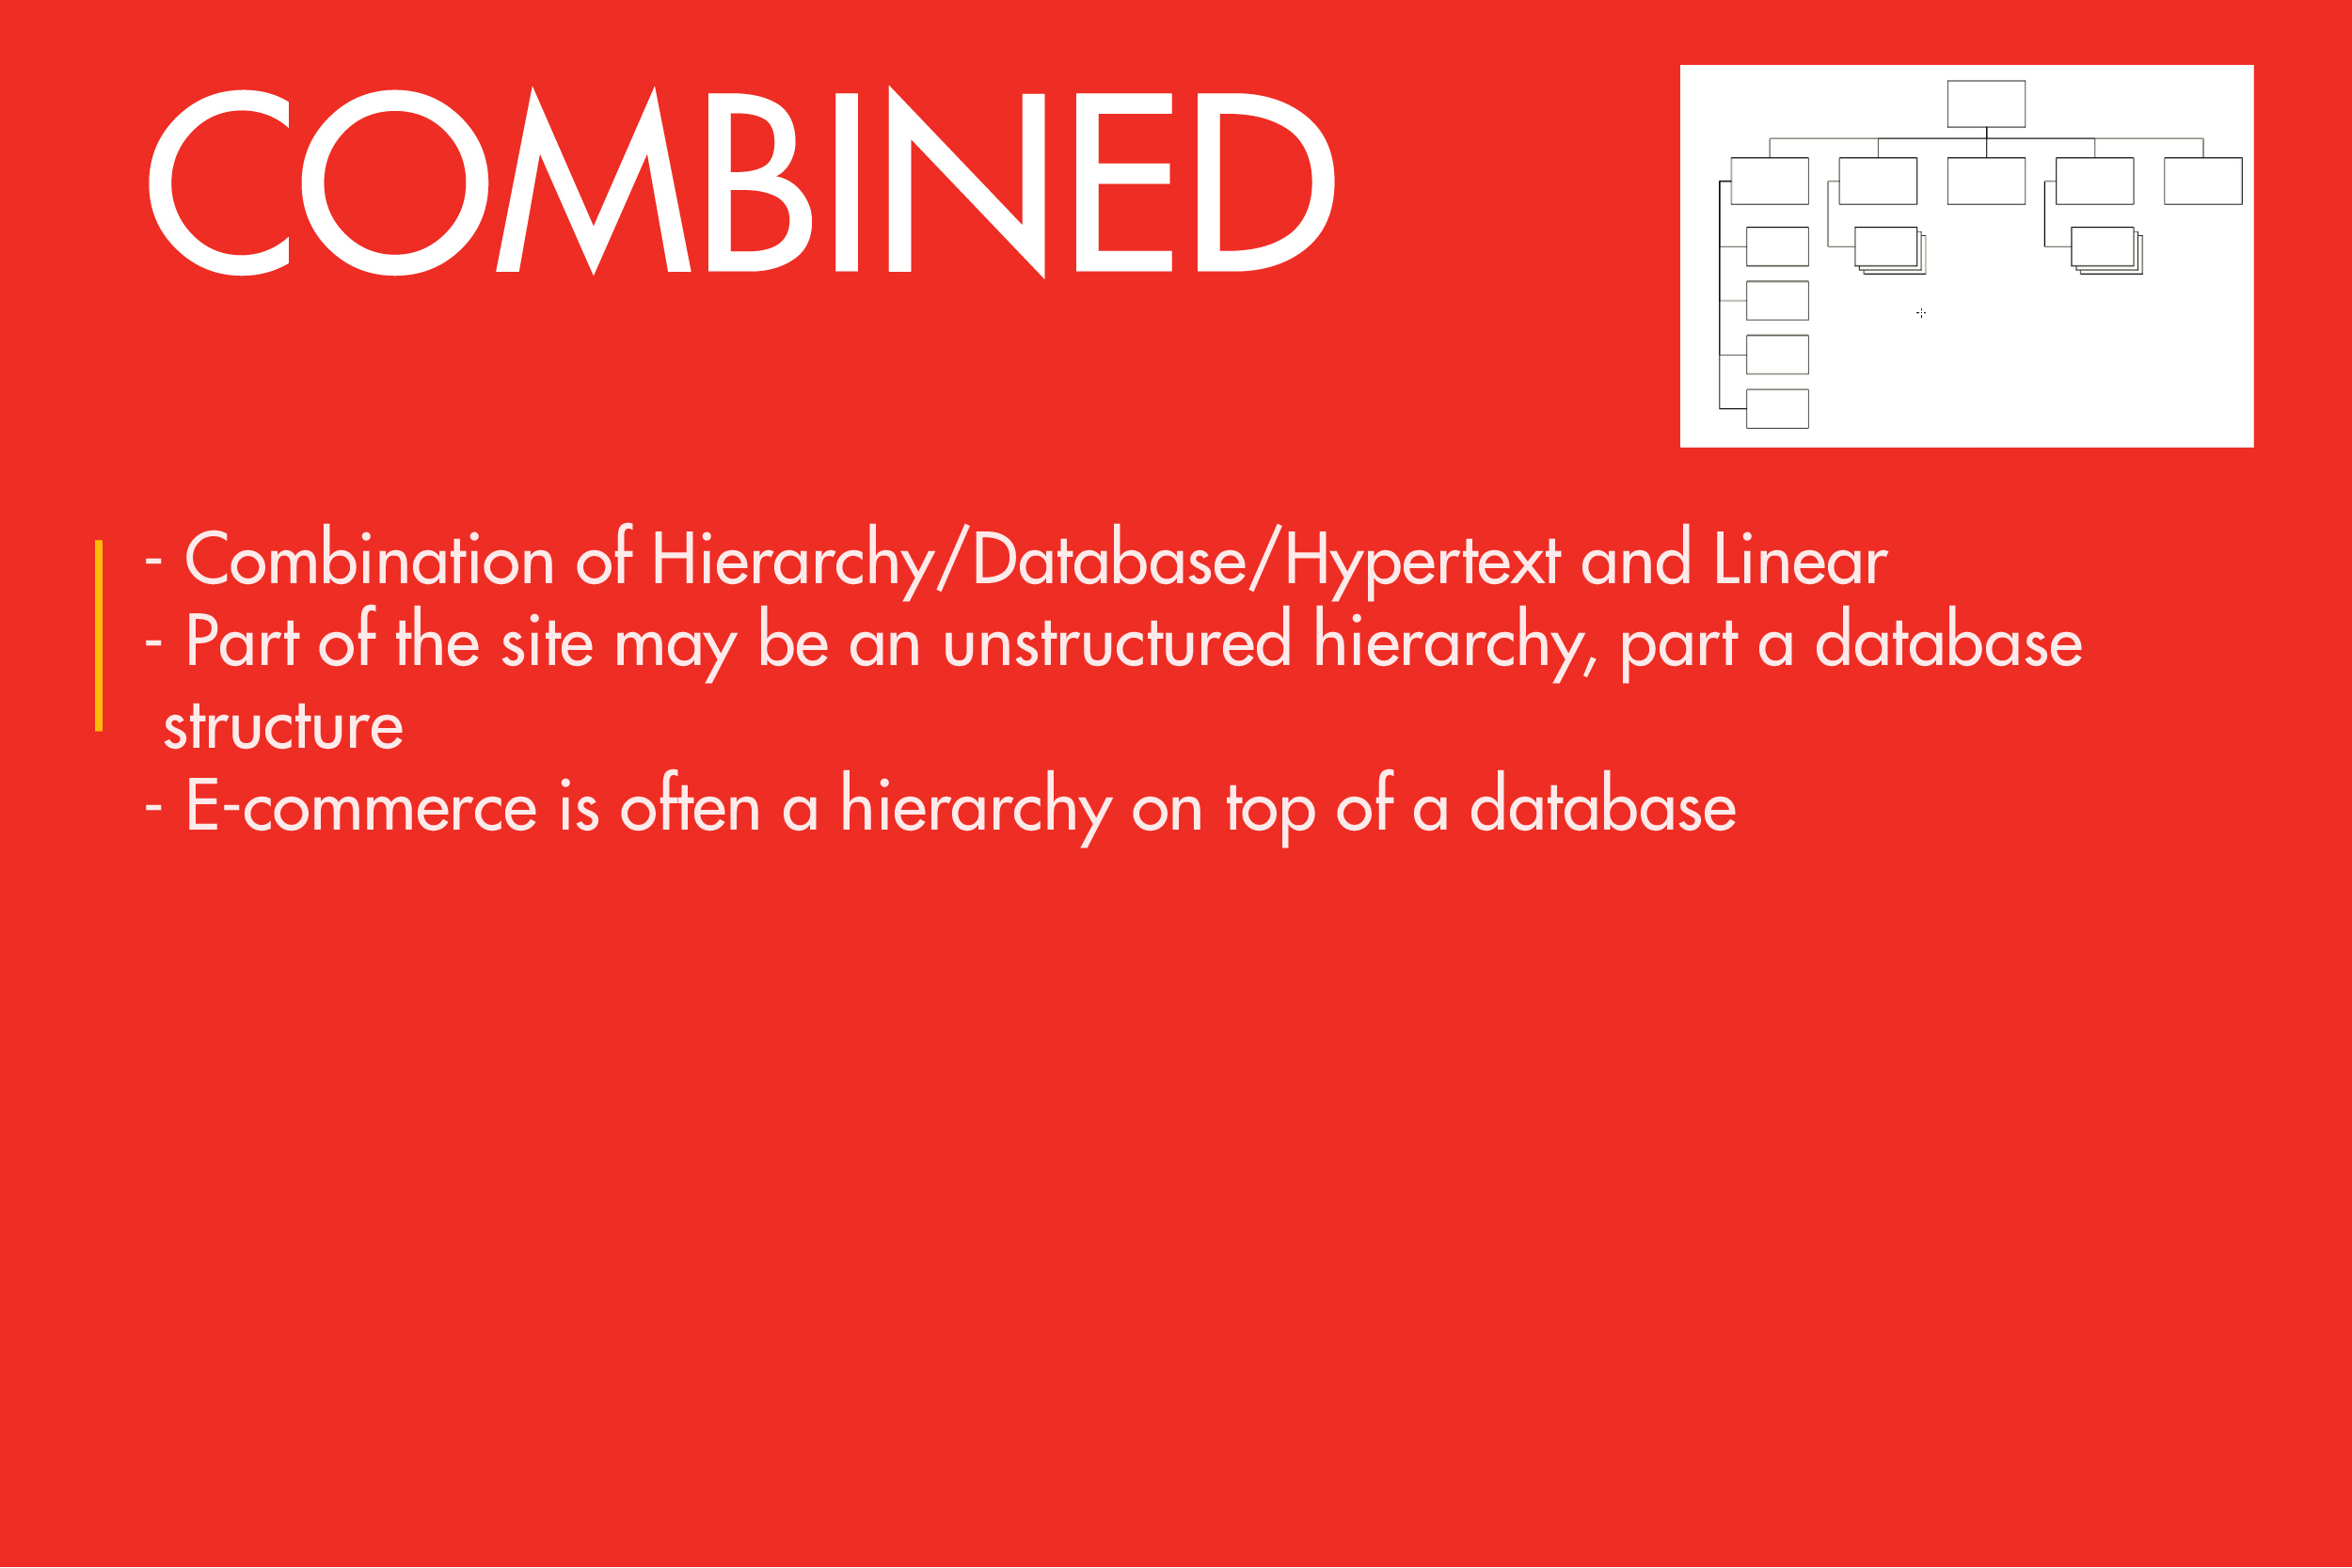 COMBINED
- Combination of Hierarchy/Database/Hypertext and Linear
- Part of the site may be an unstructured hierarchy, part a database
structure
- E-commerce is often a hierarchy on top of a database